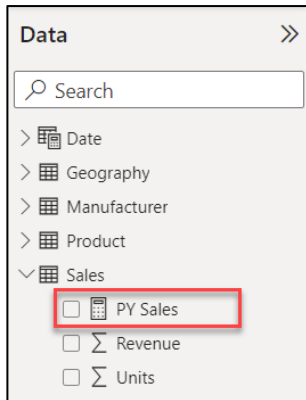 Data
Search
Date
Geography
Manufacturer
Product
Sales
PY Sales
Revenue
Units